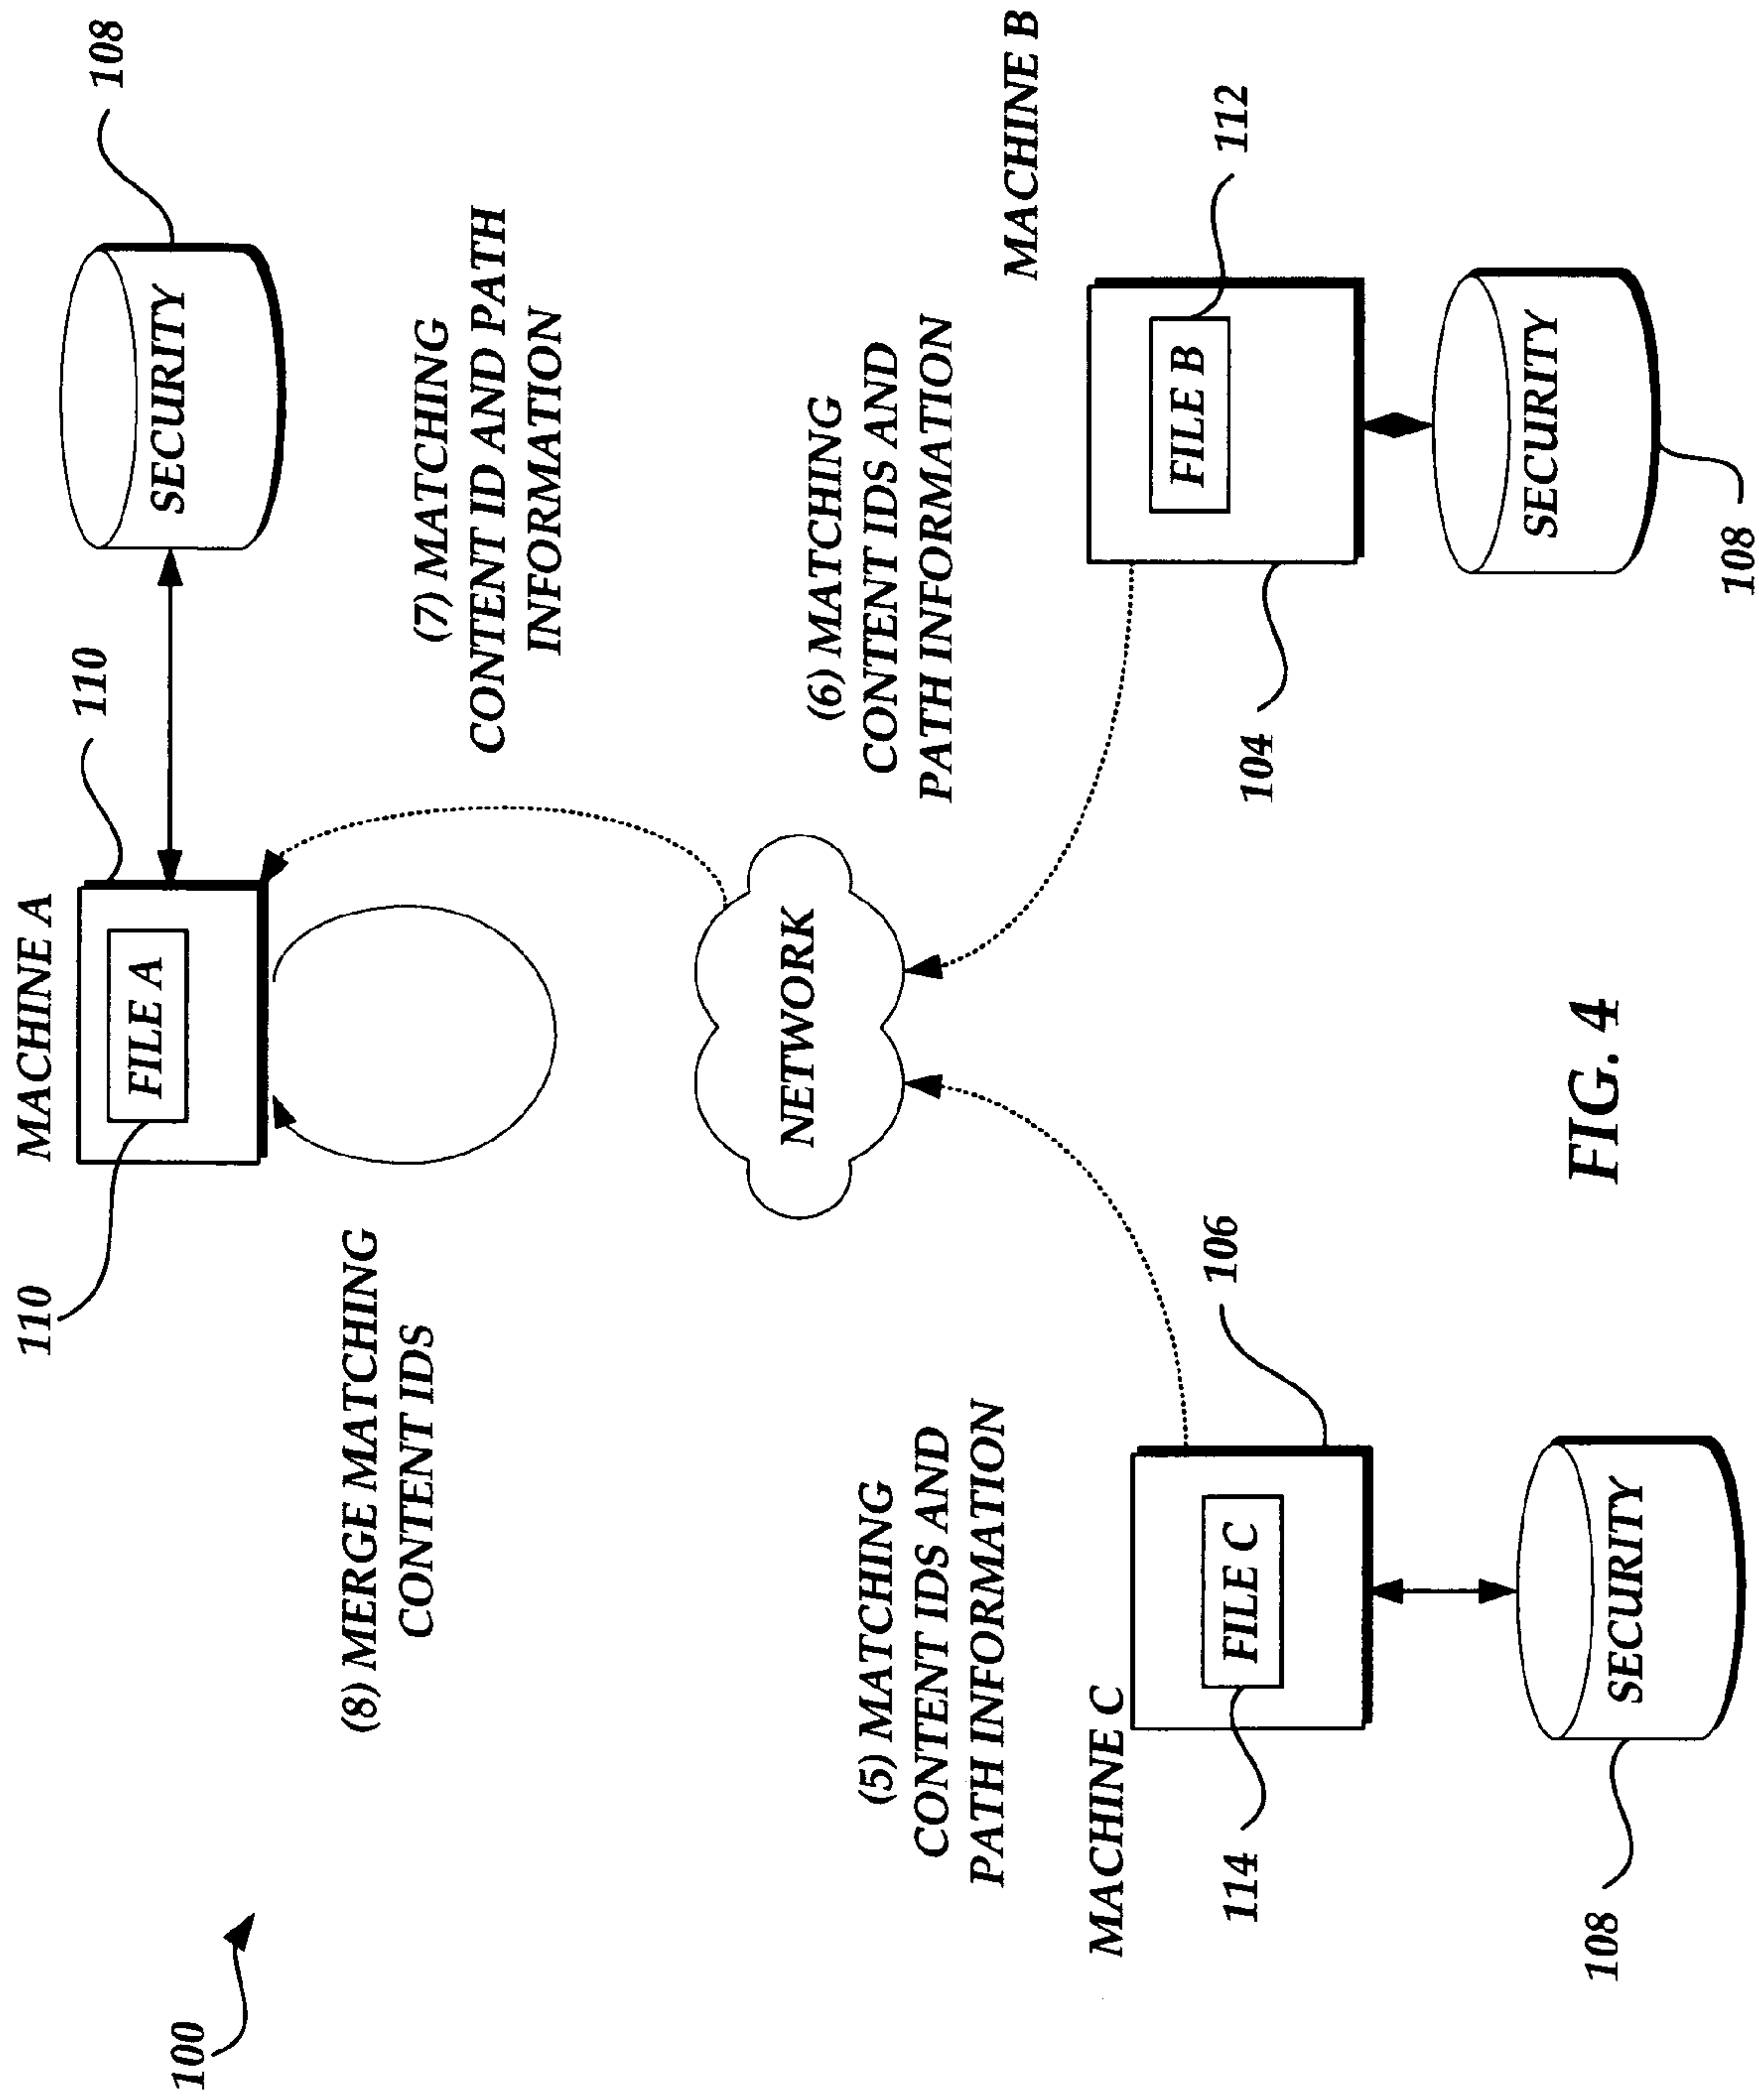 100
110
MACHINE A
110
108
FILE A
SECURITY
(8) MERGE MATCHING
CONTENT IDS
(7) MATCHING
CONTENT ID AND PATH
INFORMATION
NETWORK
(5) MATCHING
CONTENT IDS AND
PATH INFORMATION
(6) MATCHING
CONTENT IDS AND
PATH INFORMATION
MACHINE C
106
MACHINE B
114
FILE C
104
FILE B
112
108
SECURITY
SECURITY
108
FIG. 4